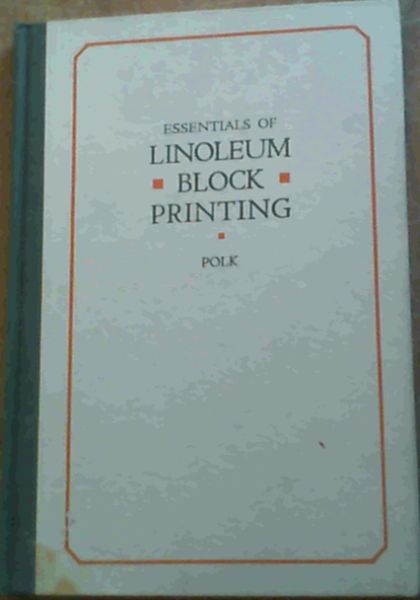 ESSENTIALS OF
LINOLEUM
BLOCK
PRINTING
POLK